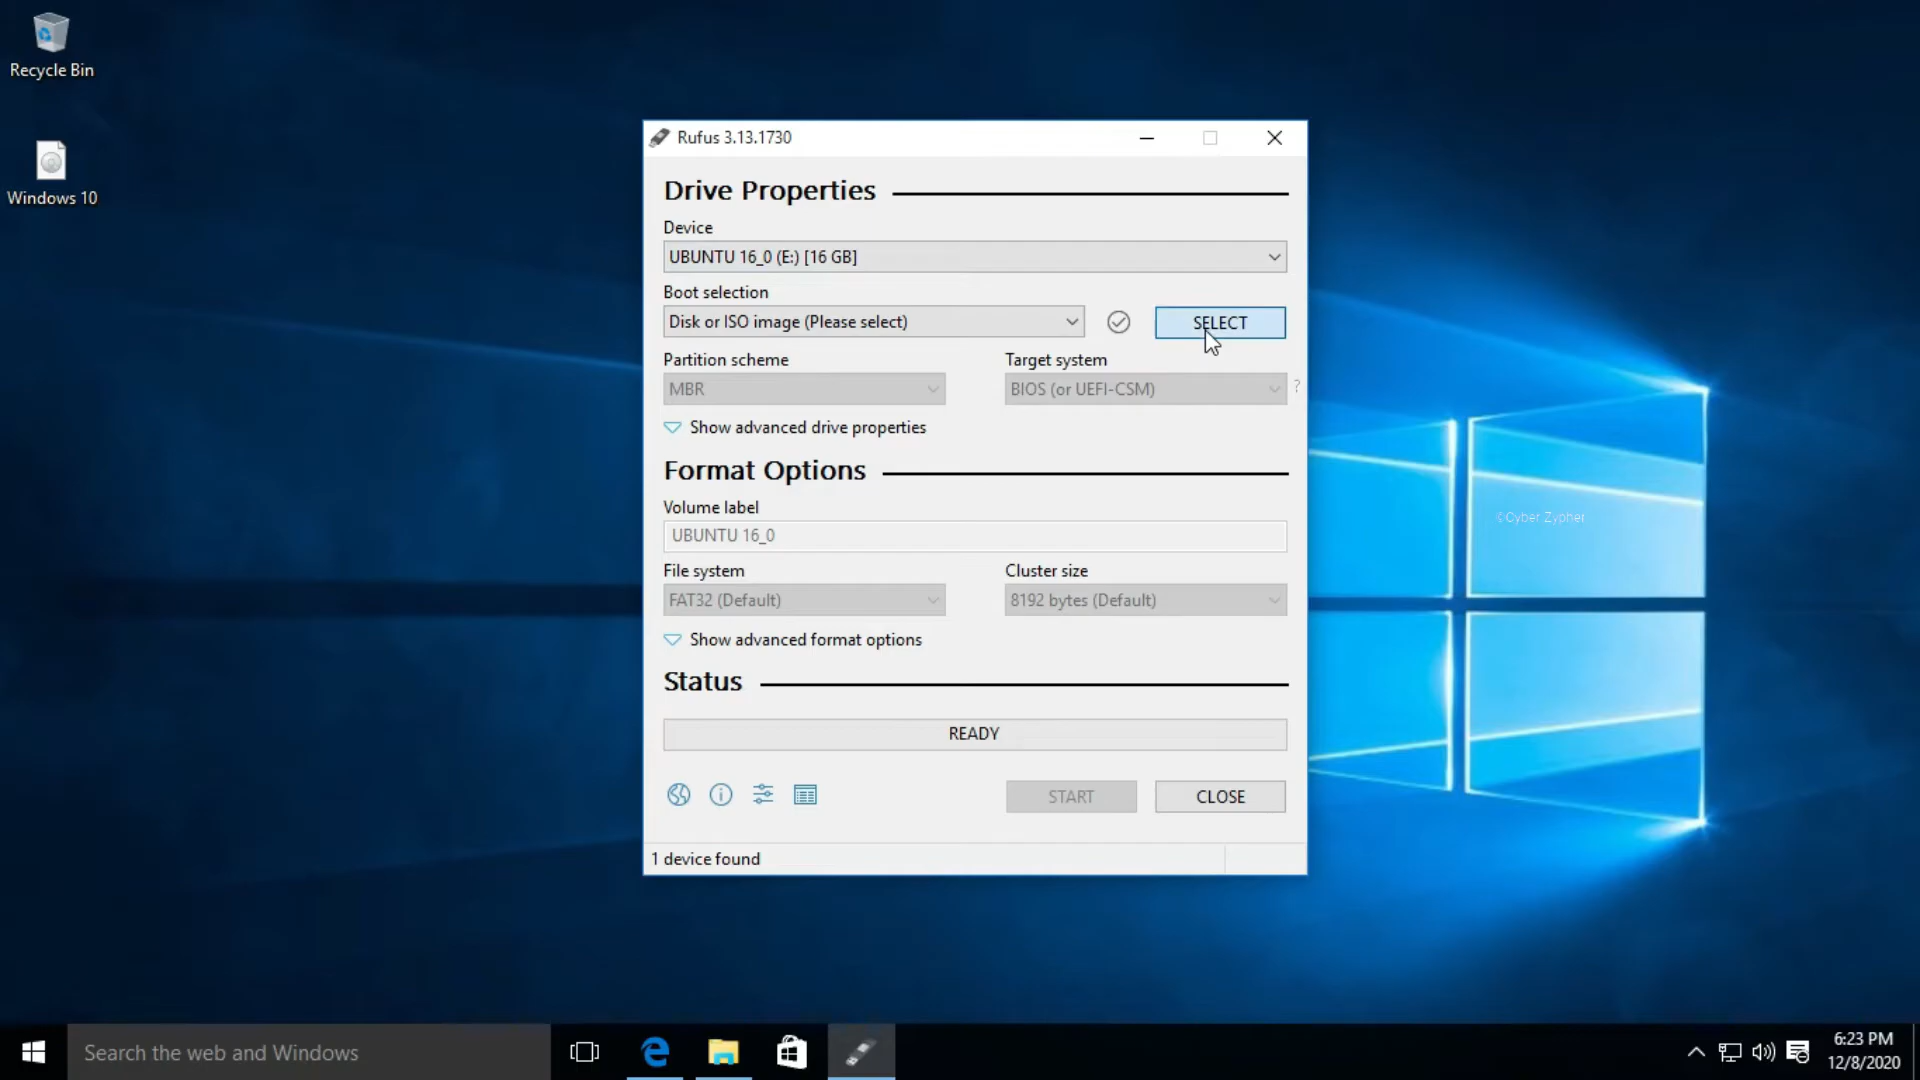 Recycle Bin
Windows 10
Rufus 3.13.1730
Drive Properties
Device
UBUNTU 16_0 (E:) [16 GB]
Boot selection
Disk or ISO image (Please select)
SELECT
Partition scheme
Target system
MBR
BIOS (or UEFI-CSM)
?
Show advanced drive properties
Format Options
Volume label
UBUNTU 16_0
File system
Cluster size
FAT32 (Default)
8192 bytes (Default)
Show advanced format options
Status
READY
START
CLOSE
1 device found
©Cyber Zypher
Search the web and Windows
6:23 PM
12/8/2020